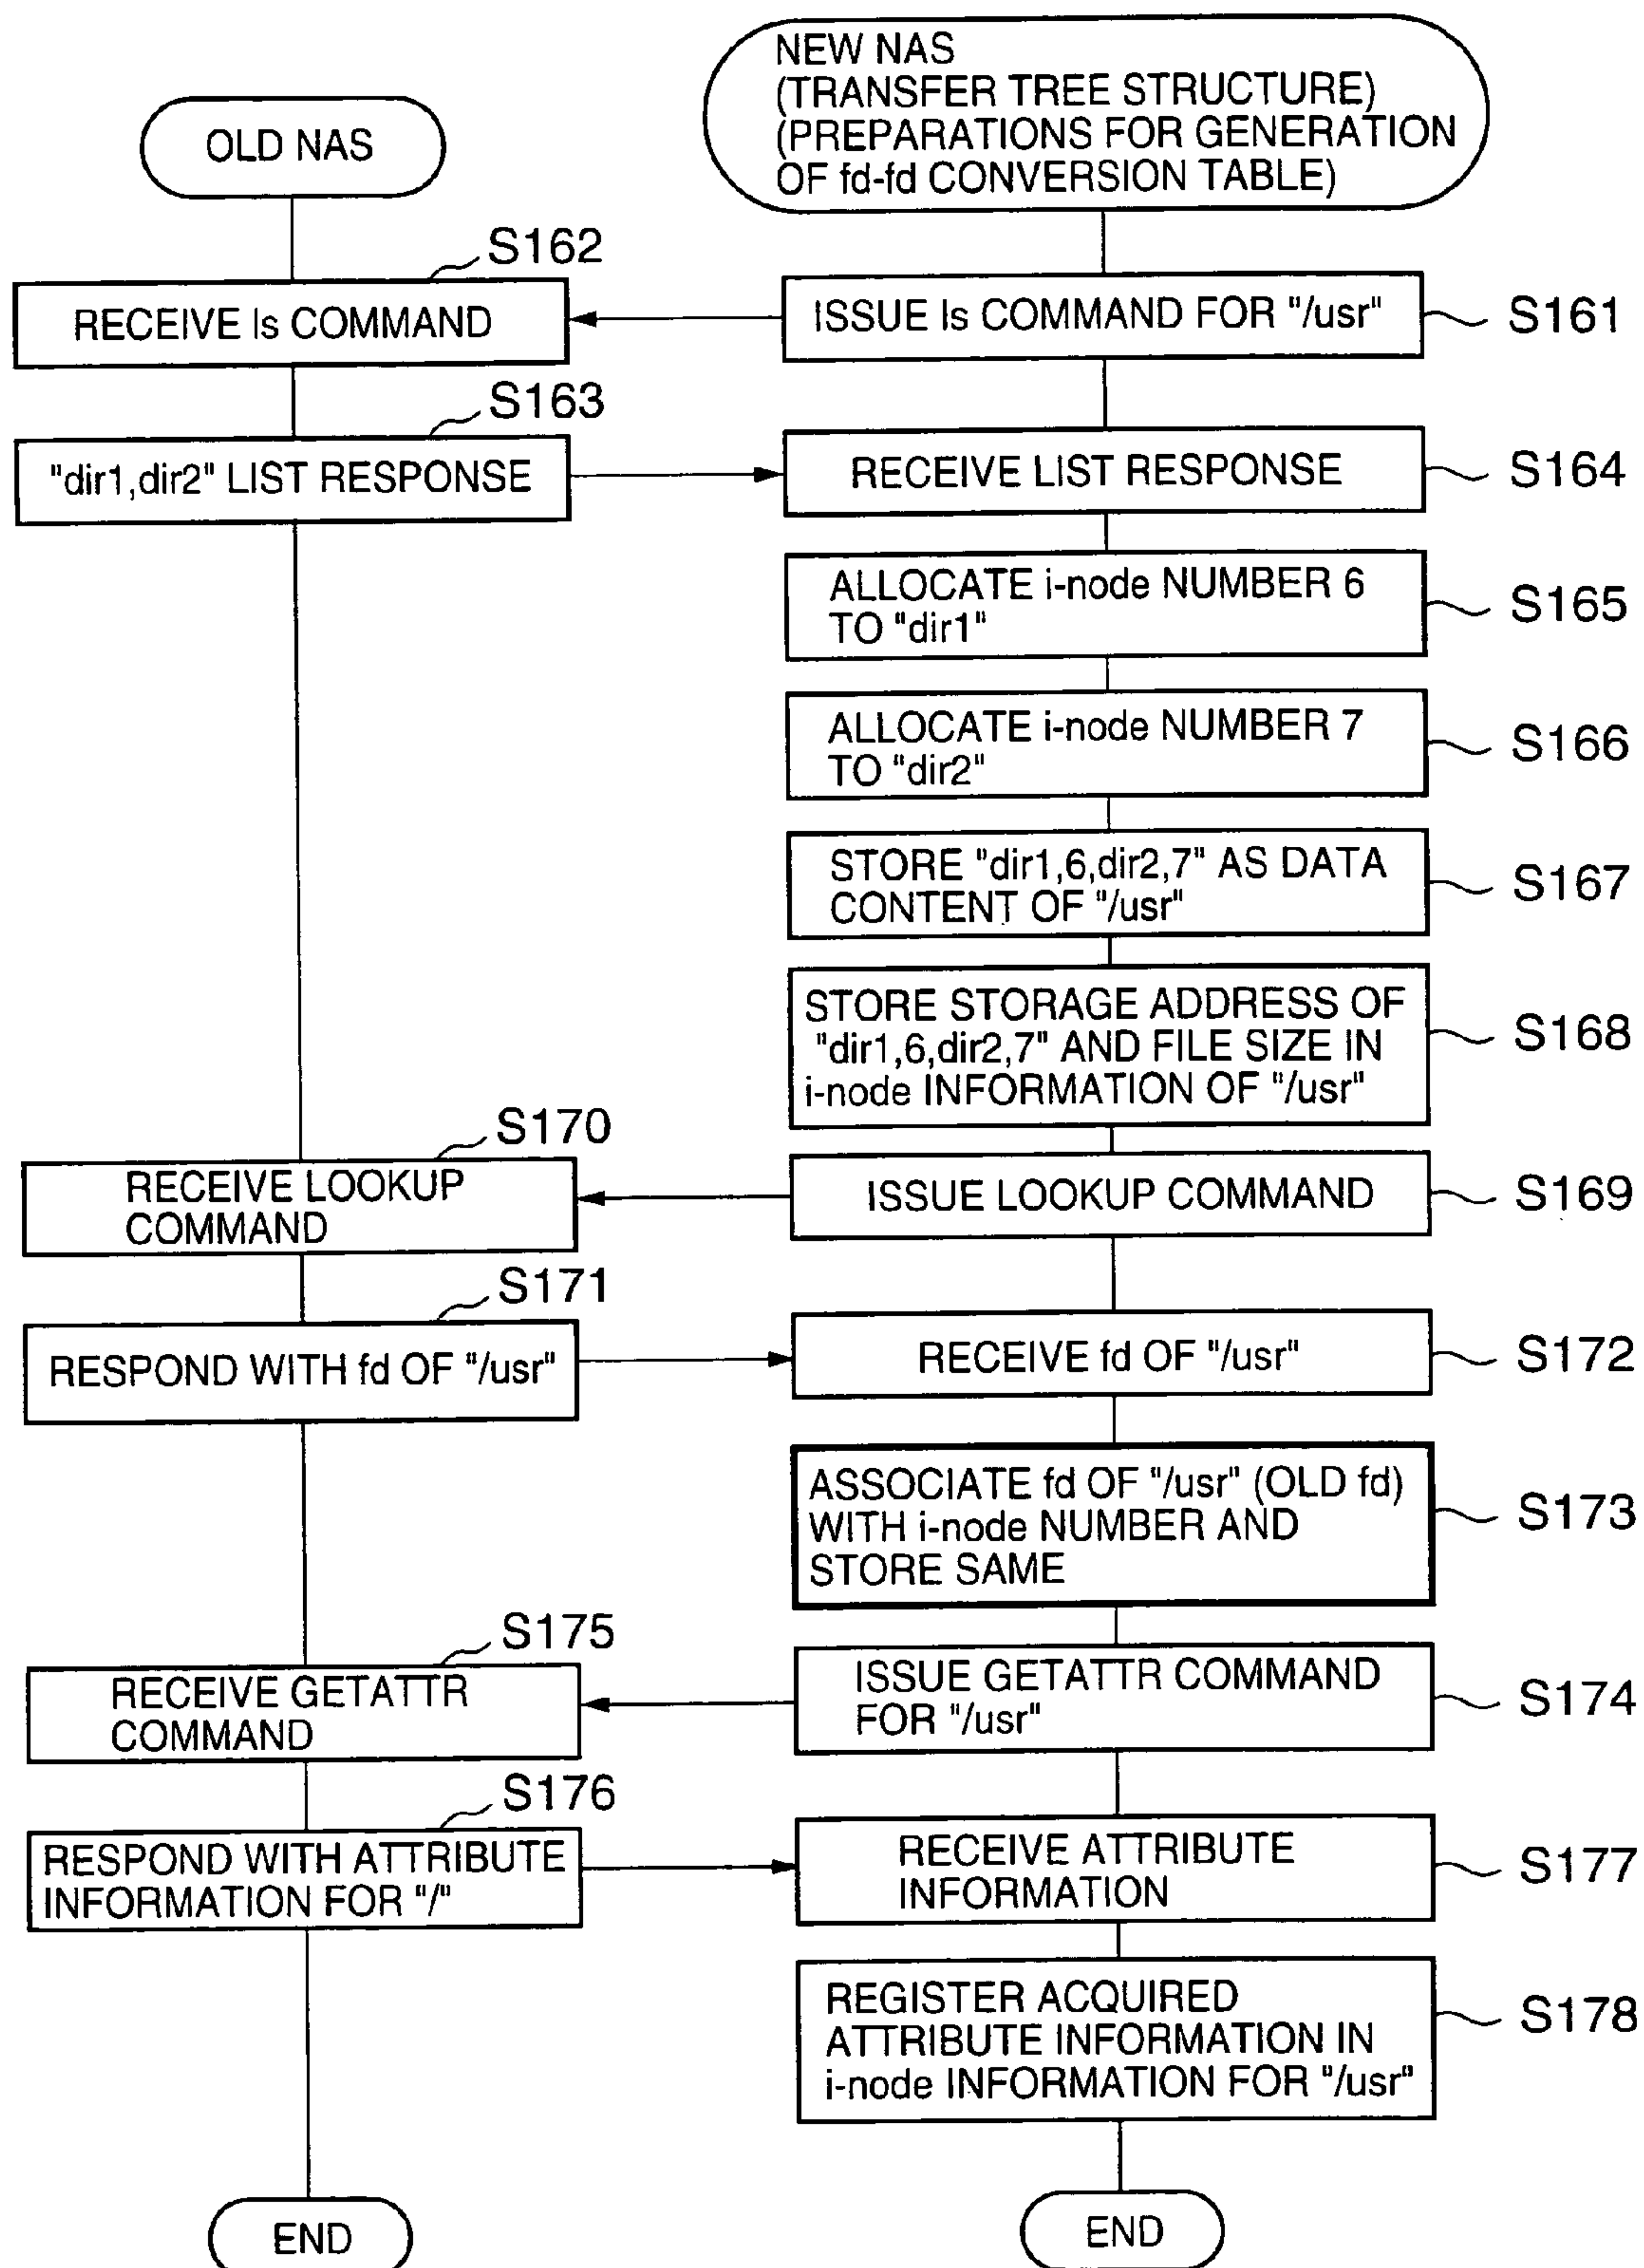 NEW NAS
(TRANSFER TREE STRUCTURE)
(PREPARATIONS FOR GENERATION
OF fd-fd CONVERSION TABLE)
OLD NAS
S162
RECEIVE ls COMMAND
ISSUE ls COMMAND FOR "/usr"
S161
S163
"dir1,dir2" LIST RESPONSE
RECEIVE LIST RESPONSE
S164
ALLOCATE i-node NUMBER 6
TO "dir1"
S165
ALLOCATE i-node NUMBER 7
TO "dir2"
S166
STORE "dir1,6,dir2,7" AS DATA
CONTENT OF "/usr"
S167
STORE STORAGE ADDRESS OF
"dir1,6,dir2,7" AND FILE SIZE IN
i-node INFORMATION OF "/usr"
S168
S170
RECEIVE LOOKUP
COMMAND
ISSUE LOOKUP COMMAND
S169
S171
RESPOND WITH fd OF "/usr"
RECEIVE fd OF "/usr"
S172
ASSOCIATE fd OF "/usr" (OLD fd)
WITH i-node NUMBER AND
STORE SAME
S173
S175
RECEIVE GETATTR
COMMAND
ISSUE GETATTR COMMAND
FOR "/usr"
S174
S176
RESPOND WITH ATTRIBUTE
INFORMATION FOR "/"
RECEIVE ATTRIBUTE
INFORMATION
S177
REGISTER ACQUIRED
ATTRIBUTE INFORMATION IN
i-node INFORMATION FOR "/usr"
S178
END
END